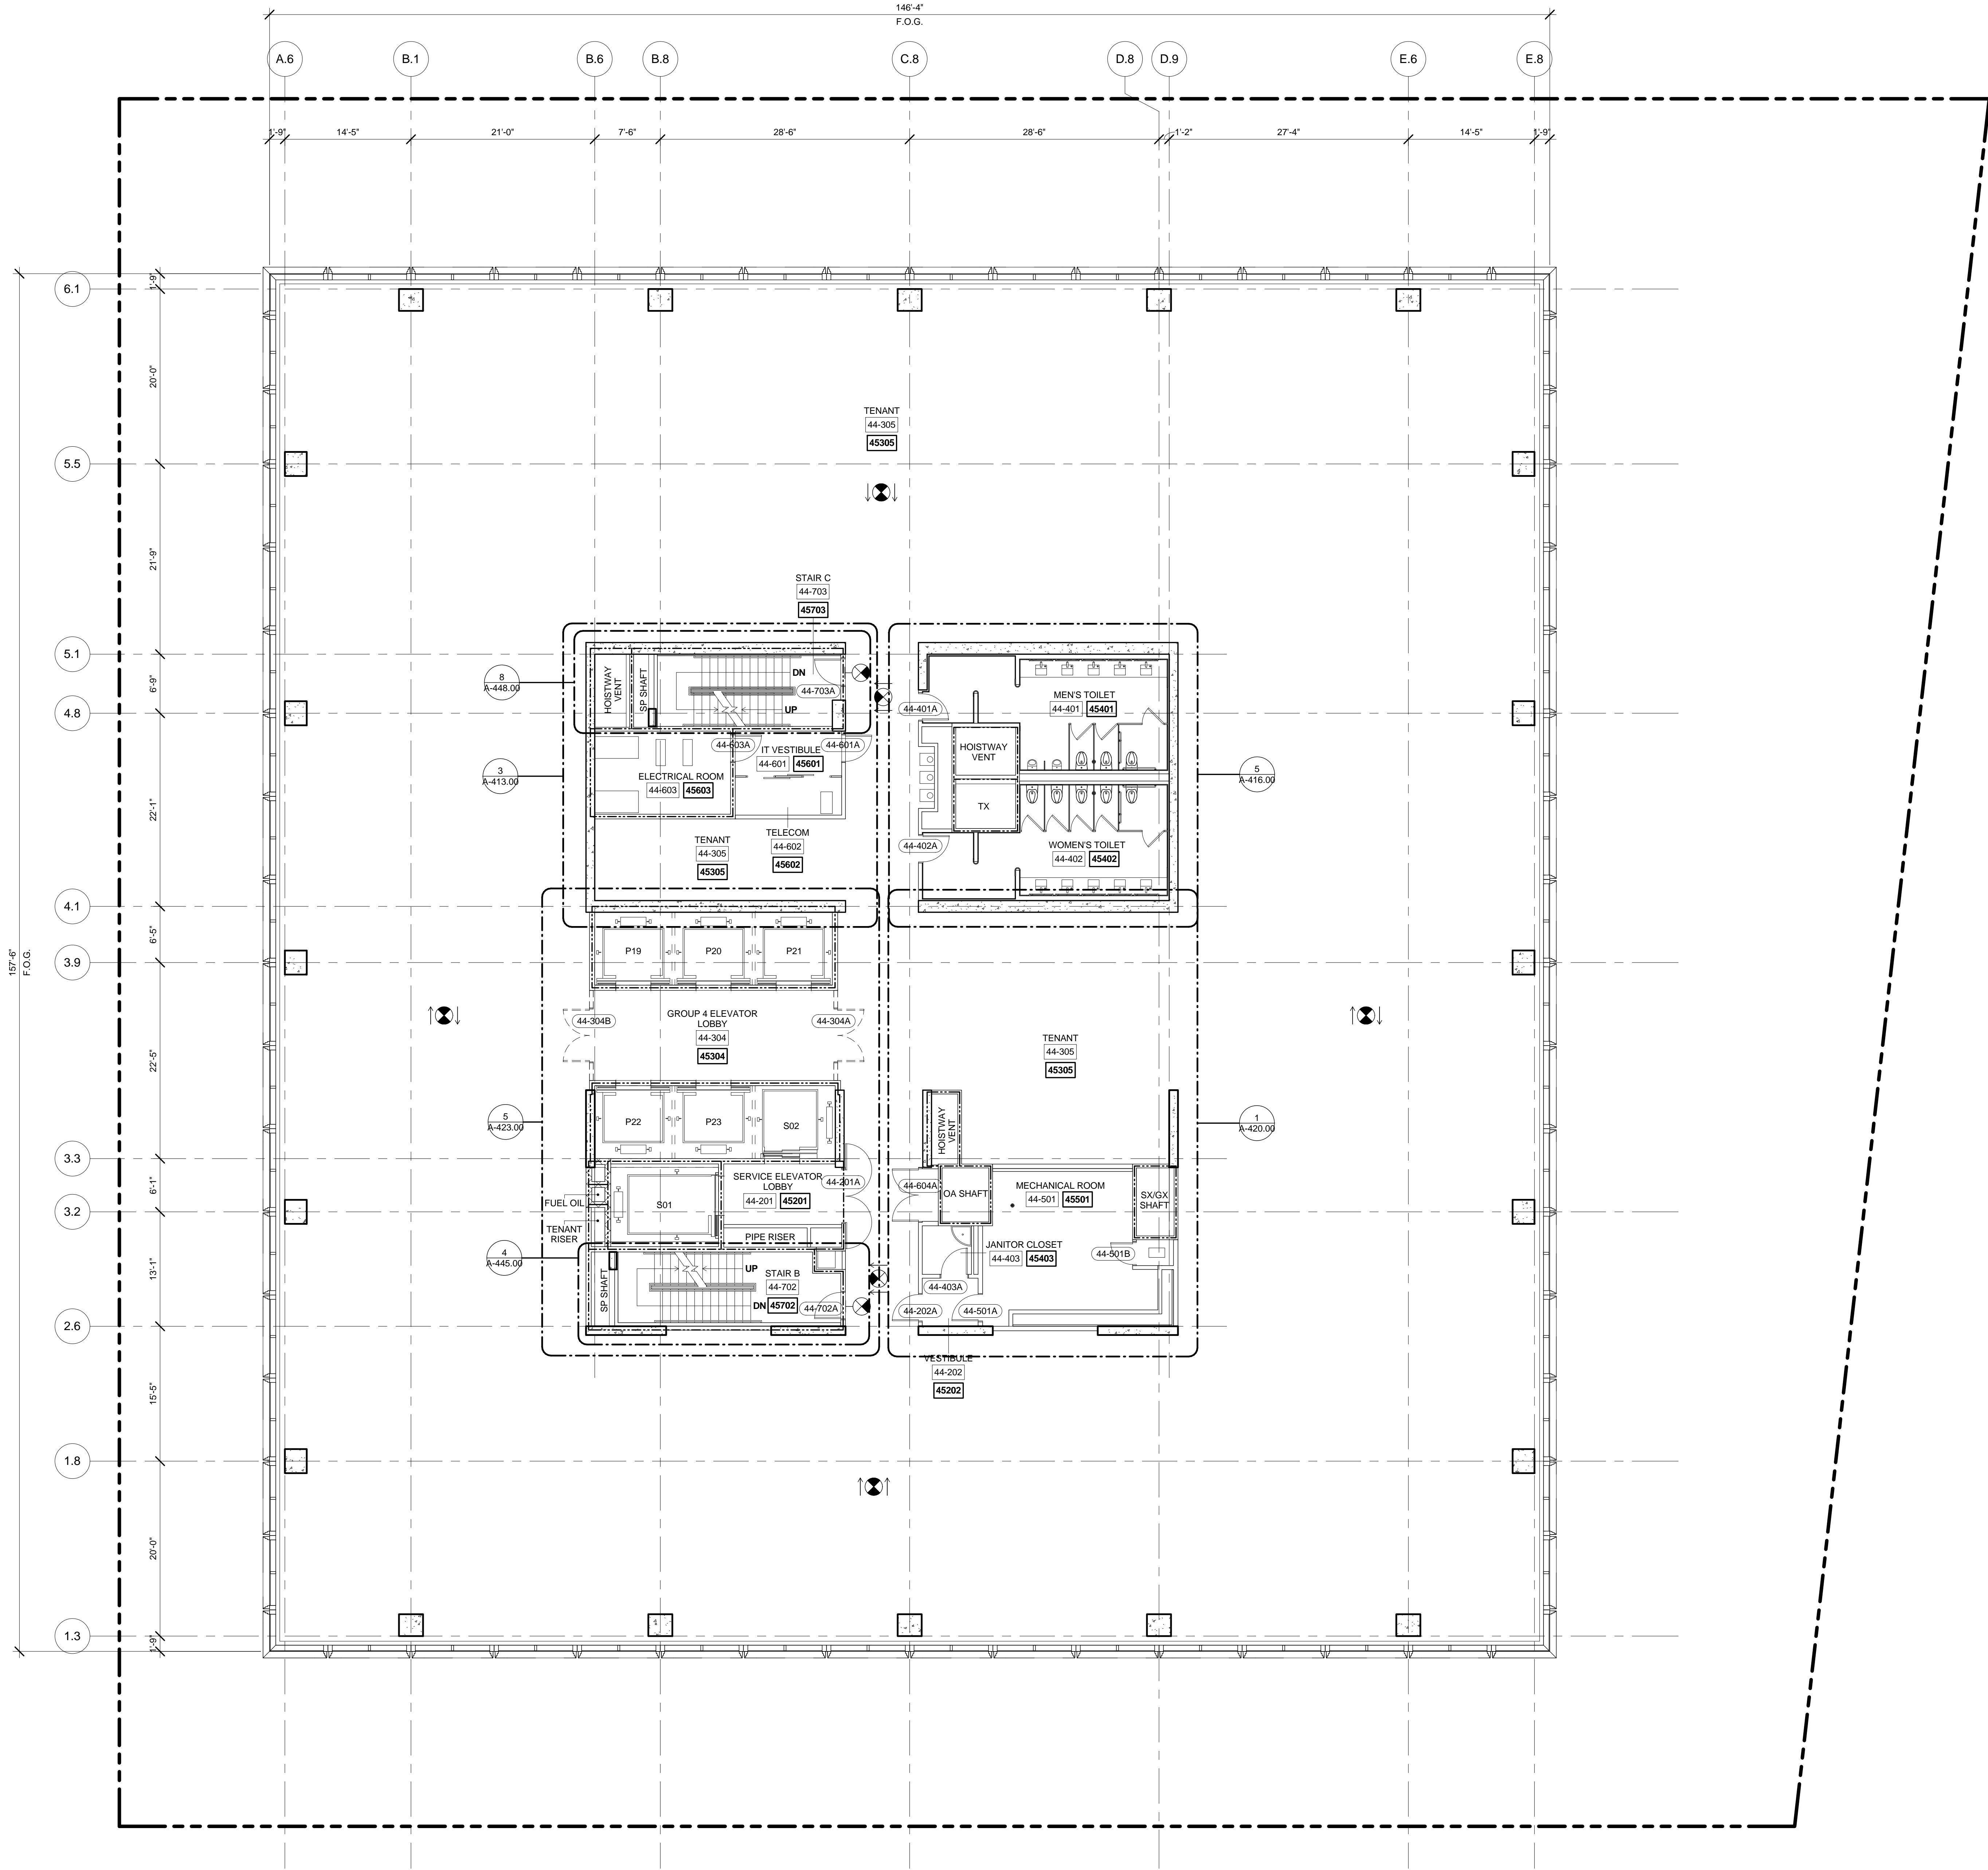 146'-4"
F.O.G.
A.6
B.1
B.6
B.8
C.8
D.8
D.9
E.6
E.8
1'-9"
14'-5"
21'-0"
7'-6"
28'-6"
28'-6"
1'-2"
27'-4"
14'-5"
1'-9"
157'-6"
F.O.G.
6.1
5.5
5.1
4.8
4.1
3.9
3.3
3.2
2.6
1.8
1.3
1'-9"
20'-0"
21'-9"
6'-9"
22'-1"
6'-5"
22'-5"
6'-1"
13'-1"
15'-5"
20'-0"
1'-9"
TENANT
44-305
45305
STAIR C
44-703
45703
8
A-448.00
HOISTWAY
VENT
SP SHAFT
DN
UP
44-703A
3
A-413.00
44-603A
44-601A
IT VESTIBULE
44-601 45601
ELECTRICAL ROOM
44-603 45603
TELECOM
44-602
45602
TENANT
44-305
45305
44-401A
MEN'S TOILET
44-401 45401
HOISTWAY
VENT
TX
5
A-416.00
44-402A
WOMEN'S TOILET
44-402 45402
P19
P20
P21
44-304B
GROUP 4 ELEVATOR
LOBBY
44-304
45304
44-304A
TENANT
44-305
45305
5
A-423.00
P22
P23
S02
HOISTWAY
VENT
1
A-420.00
SERVICE ELEVATOR
LOBBY
44-201 45201
44-201A
S01
FUEL OIL
TENANT
RISER
PIPE RISER
4
A-445.00
SP SHAFT
UP
DN
STAIR B
44-702
45702
44-702A
44-604A
OA SHAFT
MECHANICAL ROOM
44-501 45501
SX/GX
SHAFT
JANITOR CLOSET
44-403 45403
44-501B
44-403A
44-202A
44-501A
VESTIBULE
44-202
45202